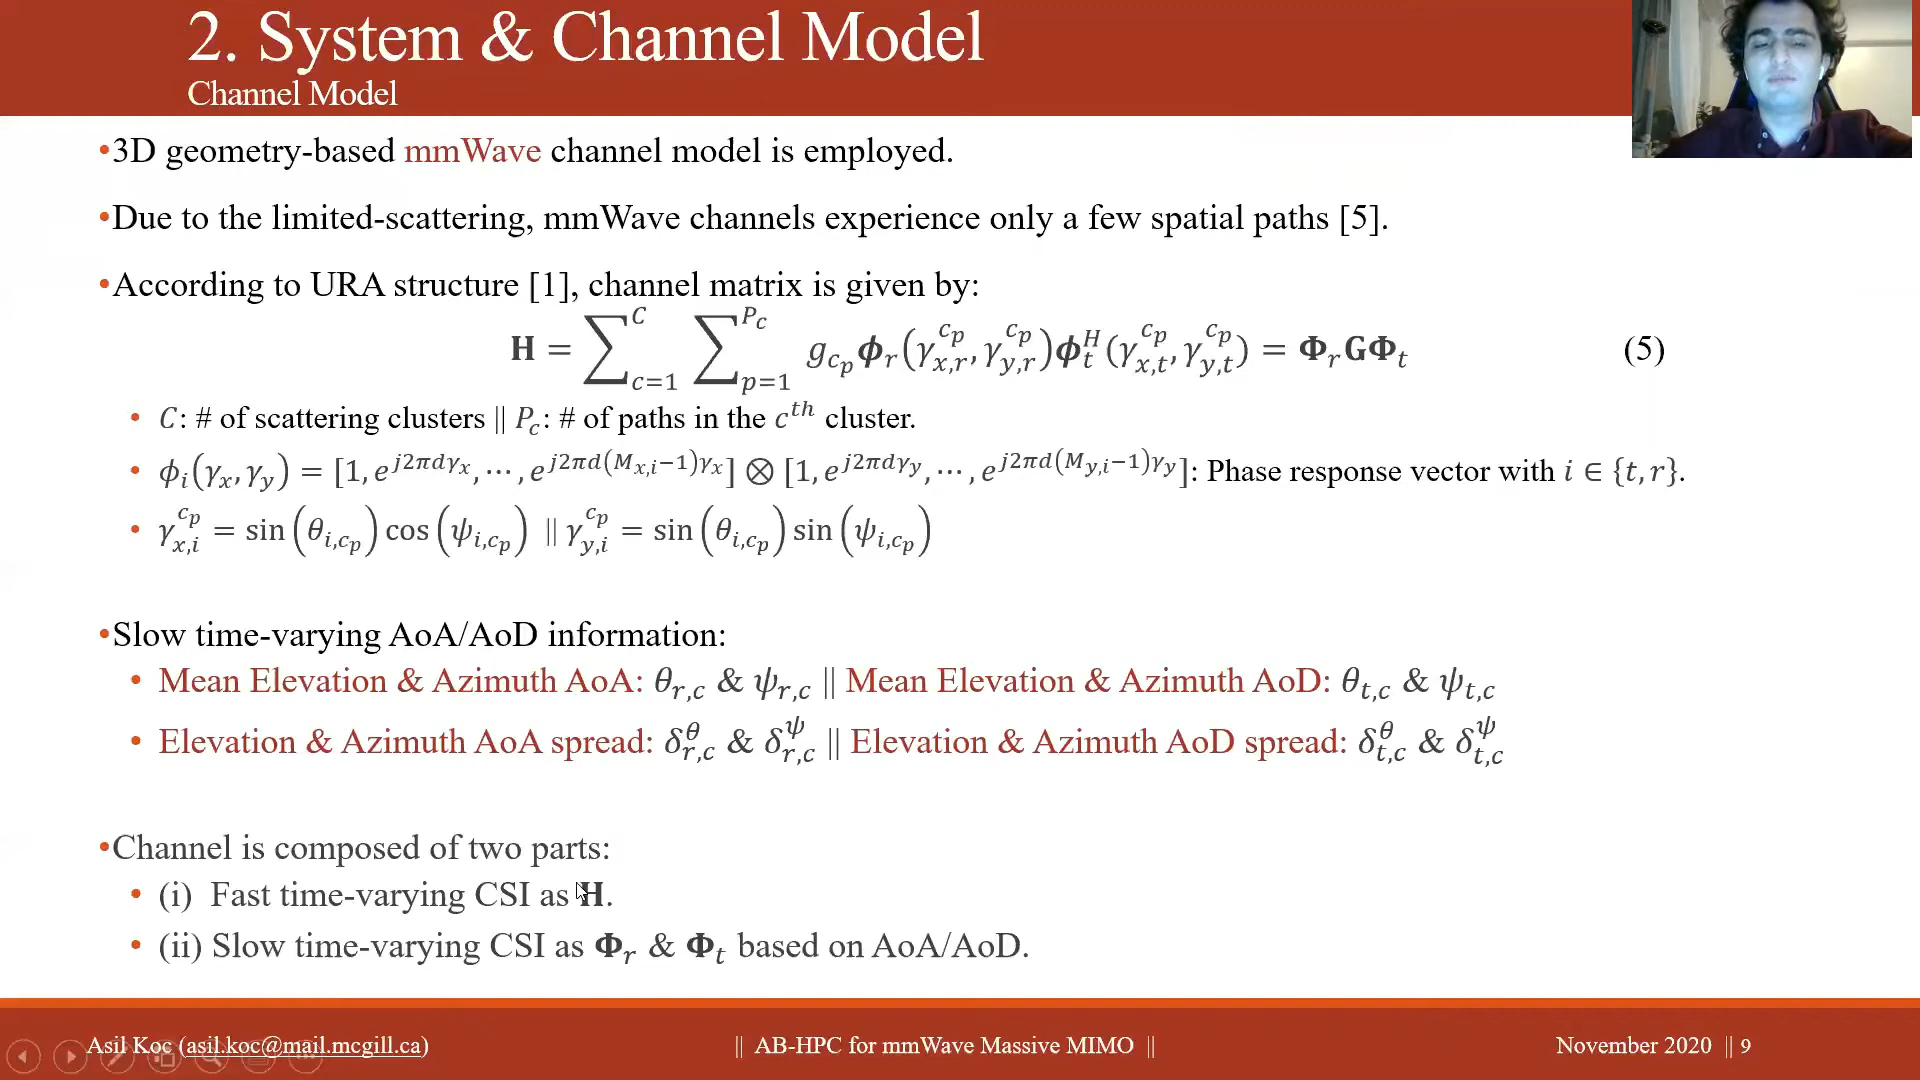 2. System & Channel Model
Channel Model
•3D geometry-based mmWave channel model is employed.
•Due to the limited-scattering, mmWave channels experience only a few spatial paths [5].
•According to URA structure [1], channel matrix is given by:
𝐇 = ∑_{c=1}^{C} ∑_{p=1}^{P_c} g_{c_p} 𝝓_r(γ_{x,r}^{c_p}, γ_{y,r}^{c_p}) 𝝓_t^H(γ_{x,t}^{c_p}, γ_{y,t}^{c_p}) = 𝚽_r 𝐆 𝚽_t (5)
• C: # of scattering clusters || P_c: # of paths in the c^{th} cluster.
• ϕ_i(γ_x, γ_y) = [1, e^{j2πdγ_x}, ⋯, e^{j2πd(M_{x,i}−1)γ_x}] ⊗ [1, e^{j2πdγ_y}, ⋯, e^{j2πd(M_{y,i}−1)γ_y}]: Phase response vector with i ∈ {t, r}.
• γ_{x,i}^{c_p} = sin(θ_{i,c_p}) cos(ψ_{i,c_p}) || γ_{y,i}^{c_p} = sin(θ_{i,c_p}) sin(ψ_{i,c_p})
•Slow time-varying AoA/AoD information:
• Mean Elevation & Azimuth AoA: θ_{r,c} & ψ_{r,c} || Mean Elevation & Azimuth AoD: θ_{t,c} & ψ_{t,c}
• Elevation & Azimuth AoA spread: δ_{r,c}^θ & δ_{r,c}^ψ || Elevation & Azimuth AoD spread: δ_{t,c}^θ & δ_{t,c}^ψ
•Channel is composed of two parts:
• (i) Fast time-varying CSI as 𝐇.
• (ii) Slow time-varying CSI as 𝚽_r & 𝚽_t based on AoA/AoD.
Asil Koc (asil.koc@mail.mcgill.ca) || AB-HPC for mmWave Massive MIMO || November 2020 || 9